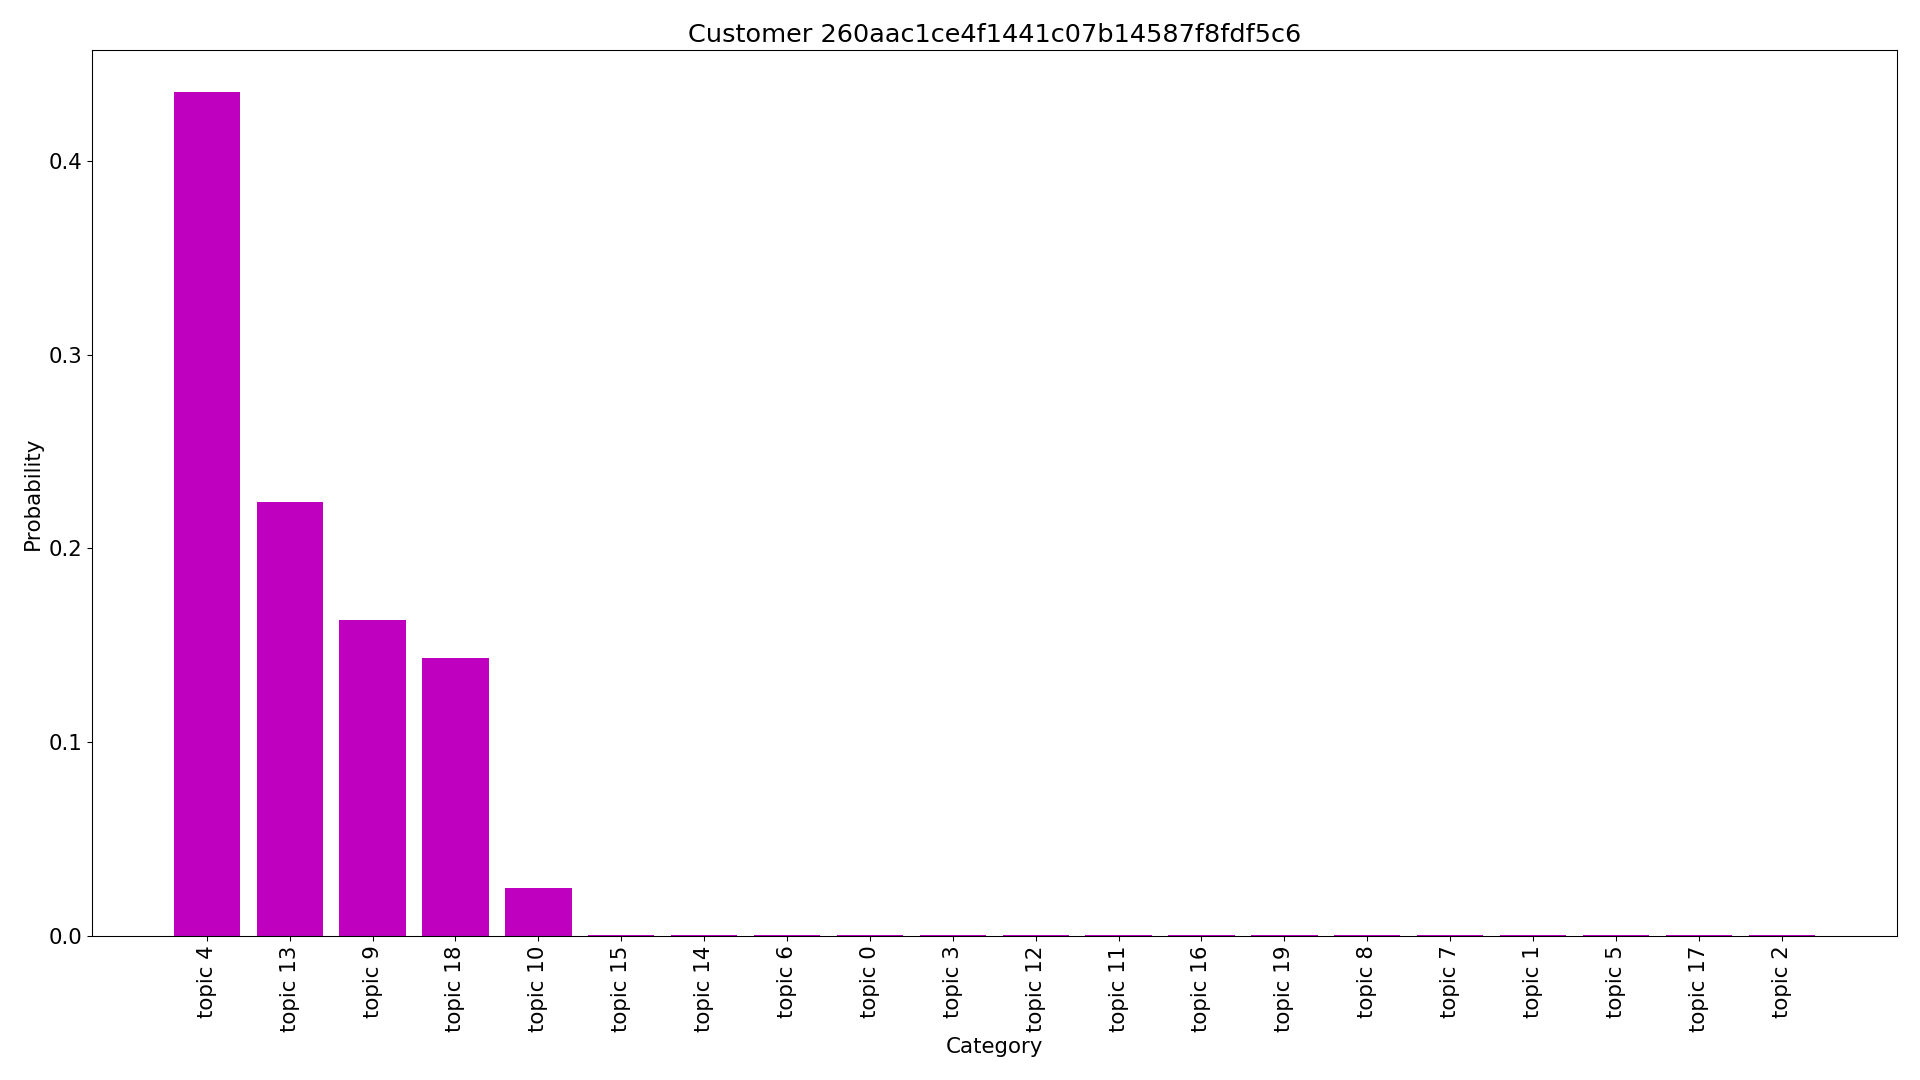 Customer 260aac1ce4f1441c07b14587f8fdf5c6
Probability
0.4
0.3
0.2
0.1
0.0
topic 4
topic 13
topic 9
topic 18
topic 10
topic 15
topic 14
topic 6
topic 0
topic 3
topic 12
topic 11
topic 16
topic 19
topic 8
topic 7
topic 1
topic 5
topic 17
topic 2
Category